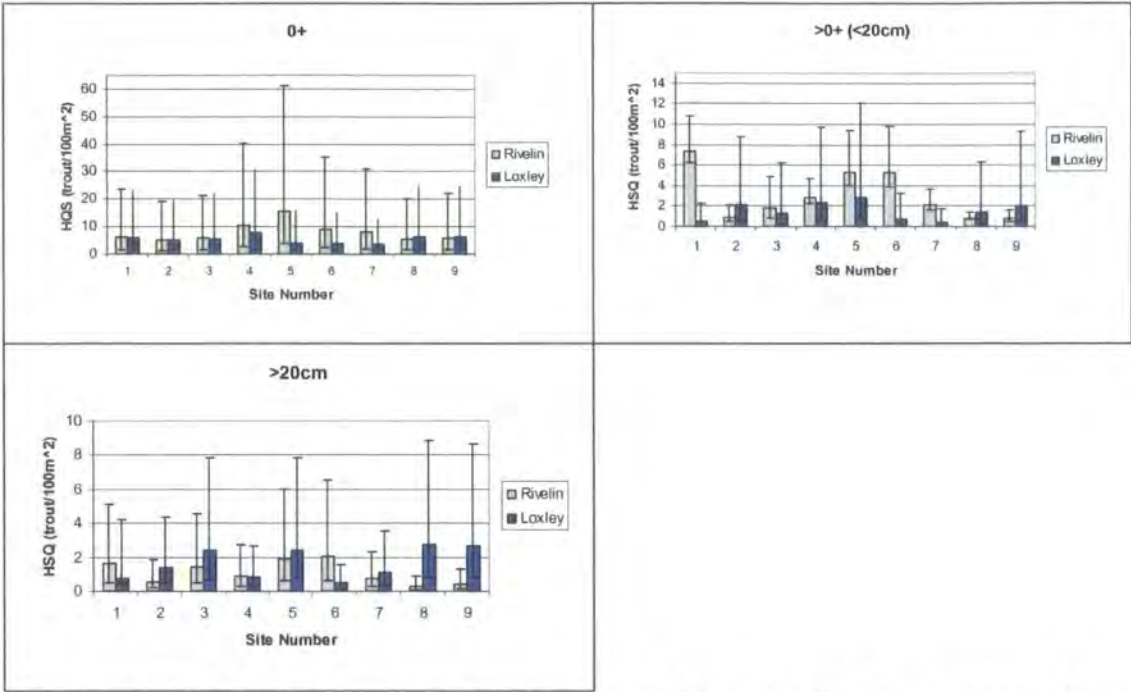 0+
HQS (trout/100m^2)
60
50
40
30
20
10
0
1 2 3 4 5 6 7 8 9
Site Number
Rivelin
Loxley
>0+ (<20cm)
HSQ (trout/100m^2)
14
12
10
8
6
4
2
0
1 2 3 4 5 6 7 8 9
Site Number
Rivelin
Loxley
>20cm
HSQ (trout/100m^2)
10
8
6
4
2
0
1 2 3 4 5 6 7 8 9
Site Number
Rivelin
Loxley